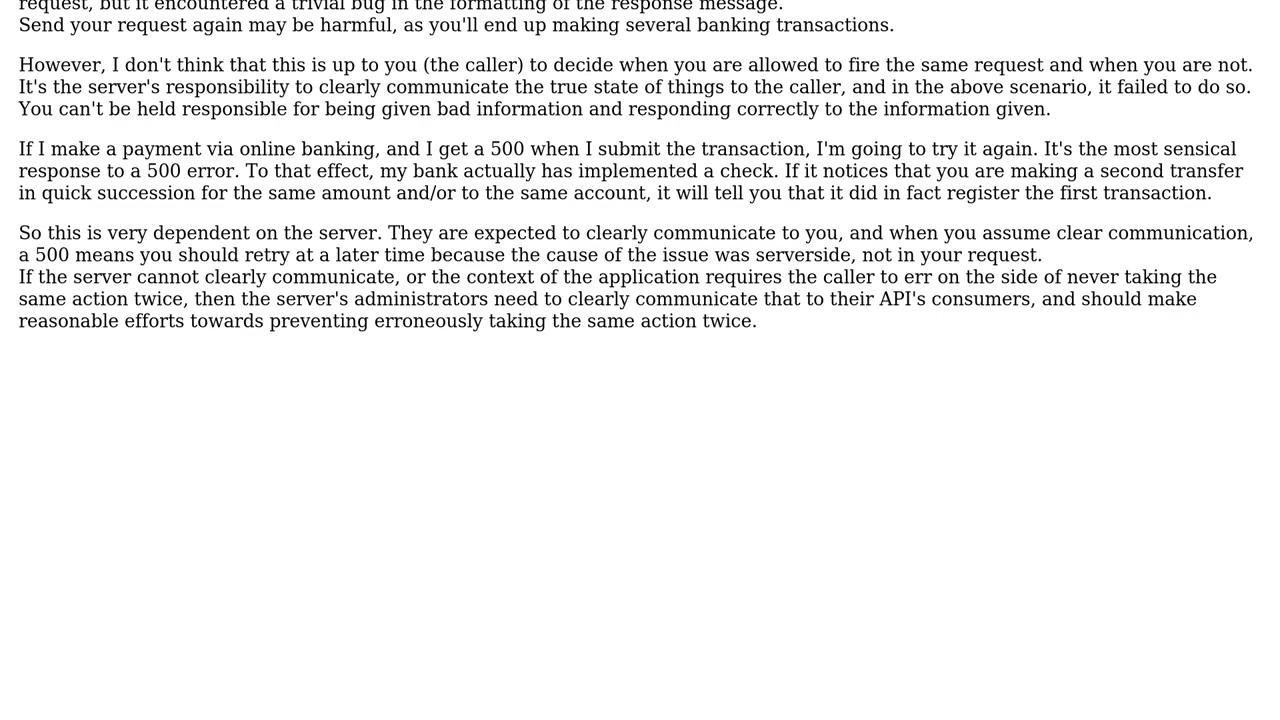 request, but it encountered a trivial bug in the formatting of the response message.
Send your request again may be harmful, as you'll end up making several banking transactions.
However, I don't think that this is up to you (the caller) to decide when you are allowed to fire the same request and when you are not.
It's the server's responsibility to clearly communicate the true state of things to the caller, and in the above scenario, it failed to do so.
You can't be held responsible for being given bad information and responding correctly to the information given.
If I make a payment via online banking, and I get a 500 when I submit the transaction, I'm going to try it again. It's the most sensical
response to a 500 error. To that effect, my bank actually has implemented a check. If it notices that you are making a second transfer
in quick succession for the same amount and/or to the same account, it will tell you that it did in fact register the first transaction.
So this is very dependent on the server. They are expected to clearly communicate to you, and when you assume clear communication,
a 500 means you should retry at a later time because the cause of the issue was serverside, not in your request.
If the server cannot clearly communicate, or the context of the application requires the caller to err on the side of never taking the
same action twice, then the server's administrators need to clearly communicate that to their API's consumers, and should make
reasonable efforts towards preventing erroneously taking the same action twice.